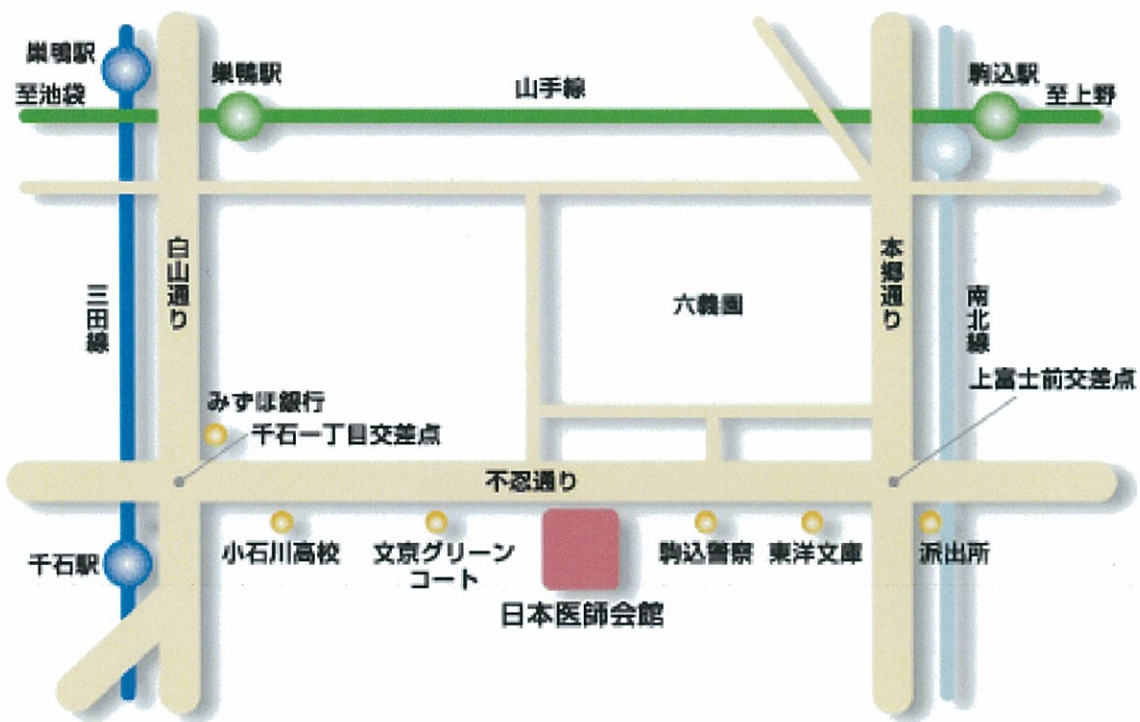 巣鴨駅
巣鴨駅
山手線
駒込駅
至池袋
至上野
白山通り
本郷通り
三田線
六義園
南北線
上富士前交差点
みずほ銀行
千石一丁目交差点
不忍通り
千石駅
小石川高校
文京グリーン
コート
駒込警察
東洋文庫
派出所
日本医師会館